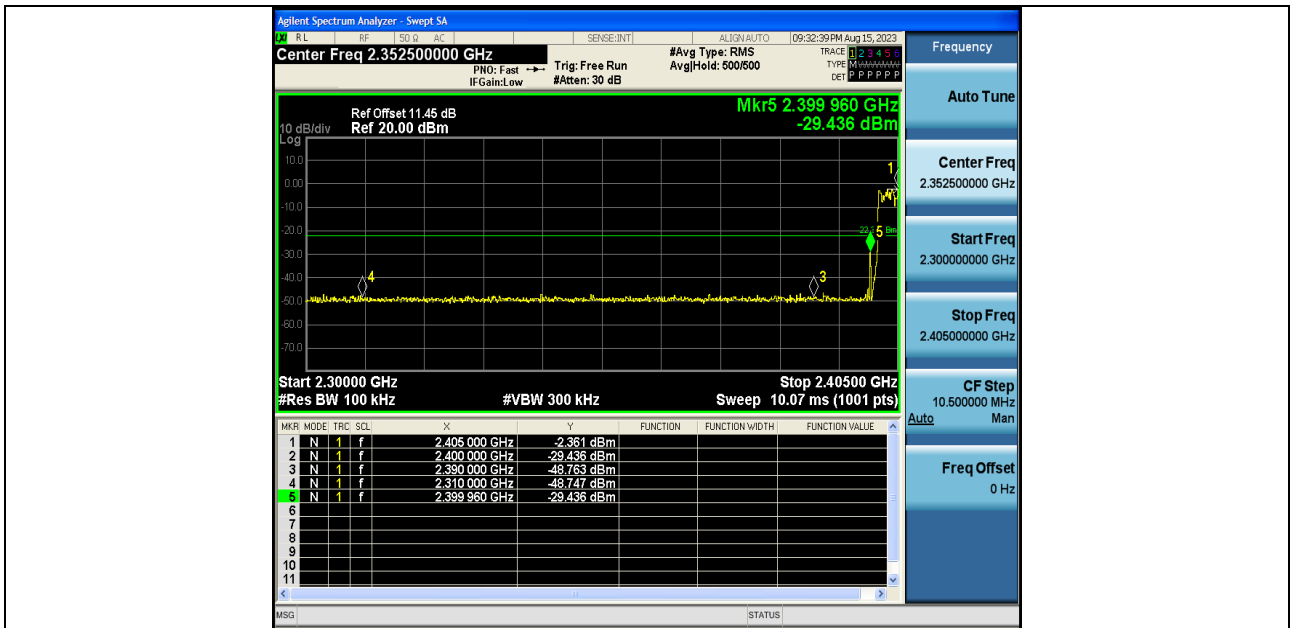 Agilent Spectrum Analyzer - Swept SA
LXI RL RF 50 Ω AC SENSE:INT ALIGN AUTO 09:32:39 PM Aug 15, 2023
Center Freq 2.352500000 GHz
PNO: Fast
IFGain:Low
Trig: Free Run
#Atten: 30 dB
#Avg Type: RMS
Avg|Hold: 500/500
TRACE 1 2 3 4 5 6
TYPE M WWWWW
DET P P P P P P
Mkr5 2.399 960 GHz
-29.436 dBm
Ref Offset 11.45 dB
10 dB/div Ref 20.00 dBm
Log
10.0
0.00
-10.0
-20.0
-30.0
-40.0
-50.0
-60.0
-70.0
1
5
4
3
Start 2.30000 GHz Stop 2.40500 GHz
#Res BW 100 kHz #VBW 300 kHz Sweep 10.07 ms (1001 pts)
MKR MODE TRC SCL X Y FUNCTION FUNCTION WIDTH FUNCTION VALUE
1 N 1 f 2.405 000 GHz -2.361 dBm
2 N 1 f 2.400 000 GHz -29.436 dBm
3 N 1 f 2.390 000 GHz -48.763 dBm
4 N 1 f 2.310 000 GHz -48.747 dBm
5 N 1 f 2.399 960 GHz -29.436 dBm
6
7
8
9
10
11
MSG STATUS
Frequency
Auto Tune
Center Freq
2.352500000 GHz
Start Freq
2.300000000 GHz
Stop Freq
2.405000000 GHz
CF Step
10.500000 MHz
Auto Man
Freq Offset
0 Hz